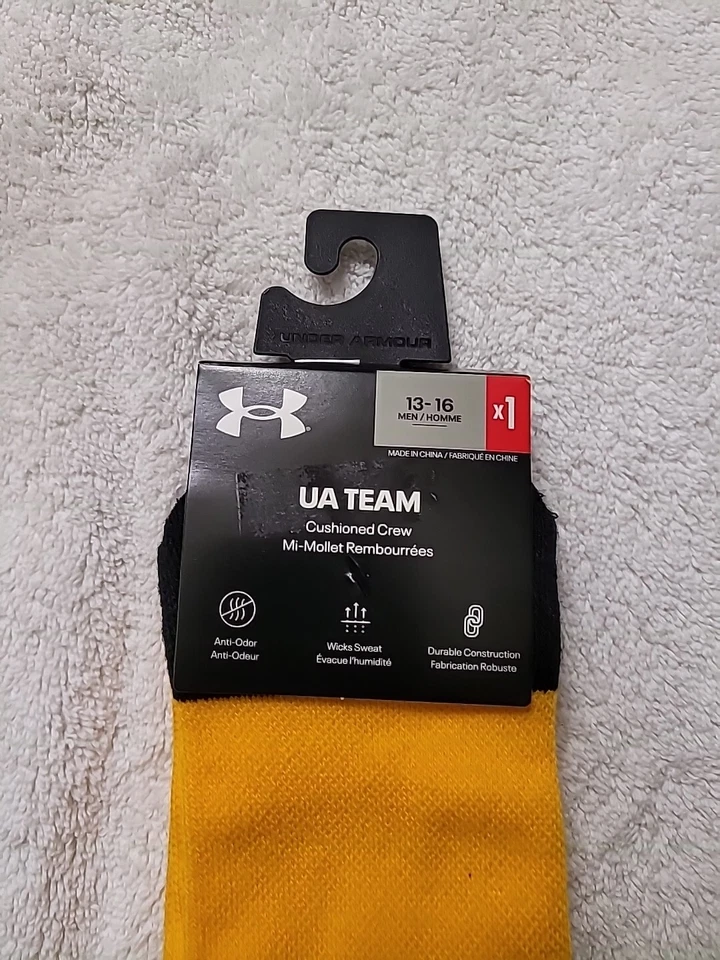 UNDER ARMOUR
13-16
MEN / HOMME
x1
MADE IN CHINA / FABRIQUÉ EN CHINE
UA TEAM
Cushioned Crew
Mi-Mollet Rembourrées
Anti-Odor
Anti-Odeur
Wicks Sweat
Évacue l'humidité
Durable Construction
Fabrication Robuste